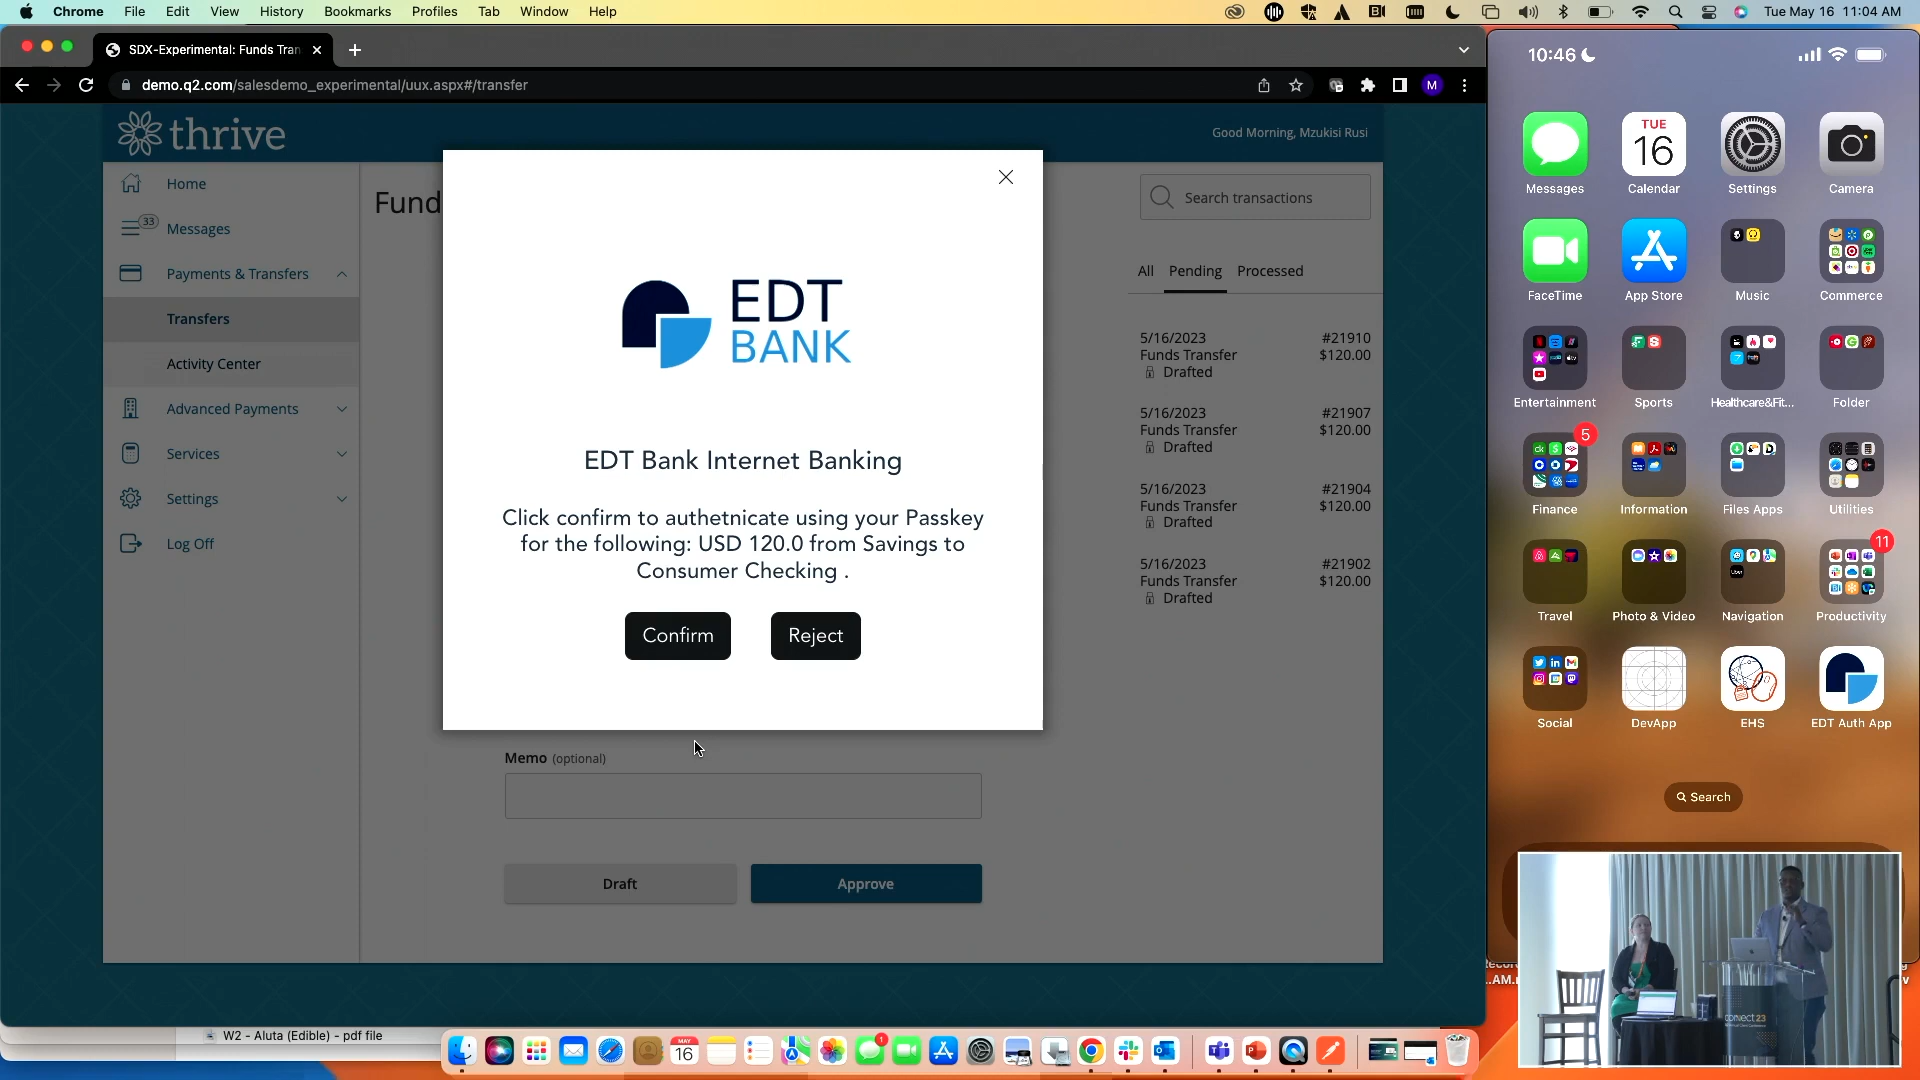 Chrome File Edit View History Bookmarks Profiles Tab Window Help
Tue May 16 11:04 AM
SDX-Experimental: Funds Tran
demo.q2.com/salesdemo_experimental/uux.aspx#/transfer
M
thrive
Good Morning, Mzukisi Rusi
Home
33
Messages
Payments & Transfers
Transfers
Activity Center
Advanced Payments
Services
Settings
Log Off
Fund
EDT
BANK
EDT Bank Internet Banking
Click confirm to authetnicate using your Passkey
for the following: USD 120.0 from Savings to
Consumer Checking .
Confirm Reject
Memo (optional)
Draft Approve
Search transactions
All Pending Processed
5/16/2023 #21910
Funds Transfer $120.00
Drafted
5/16/2023 #21907
Funds Transfer $120.00
Drafted
5/16/2023 #21904
Funds Transfer $120.00
Drafted
5/16/2023 #21902
Funds Transfer $120.00
Drafted
10:46
TUE
16
Messages Calendar Settings Camera
FaceTime App Store Music Commerce
Entertainment Sports Healthcare&Fit... Folder
5
Finance Information Files Apps Utilities
11
Travel Photo & Video Navigation Productivity
Social DevApp EHS EDT Auth App
Search
connect 23
W2 - Aluta (Edible) - pdf file
MAY
16
1